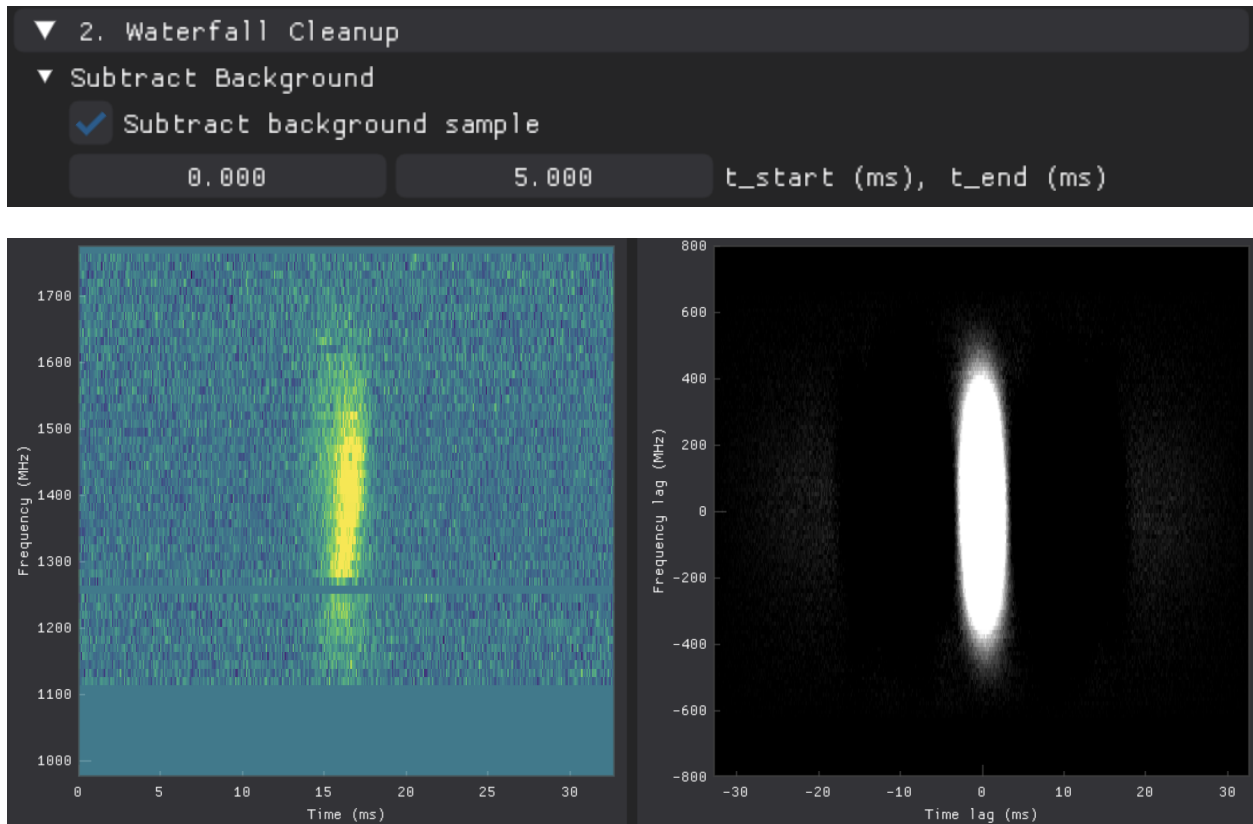 2. Waterfall Cleanup
Subtract Background
Subtract background sample
0.000 5.000 t_start (ms), t_end (ms)
1700
1600
1500
1400
1300
1200
1100
1000
Frequency (MHz)
0 5 10 15 20 25 30
Time (ms)
800
600
400
200
0
-200
-400
-600
-800
Frequency lag (MHz)
-30 -20 -10 0 10 20 30
Time lag (ms)